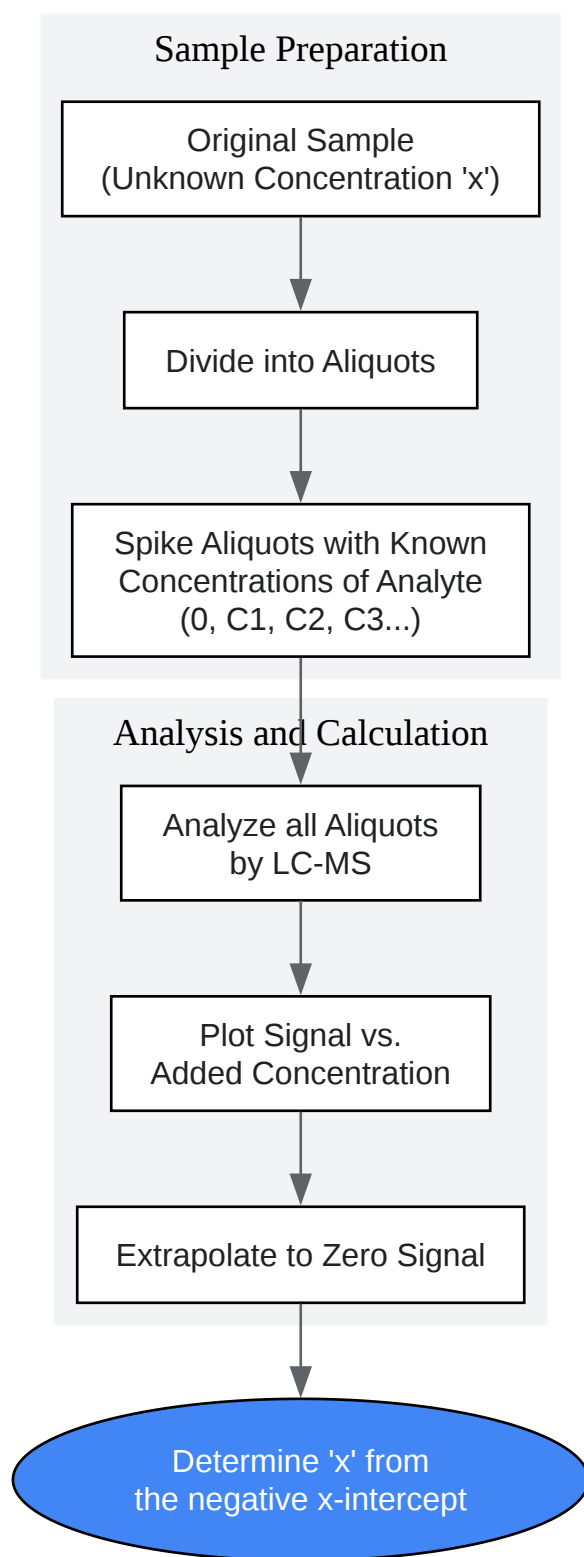 Sample Preparation
Original Sample
(Unknown Concentration 'x')
Divide into Aliquots
Spike Aliquots with Known
Concentrations of Analyte
(0, C1, C2, C3...)
Analysis and Calculation
Analyze all Aliquots
by LC-MS
Plot Signal vs.
Added Concentration
Extrapolate to Zero Signal
Determine 'x' from
the negative x-intercept